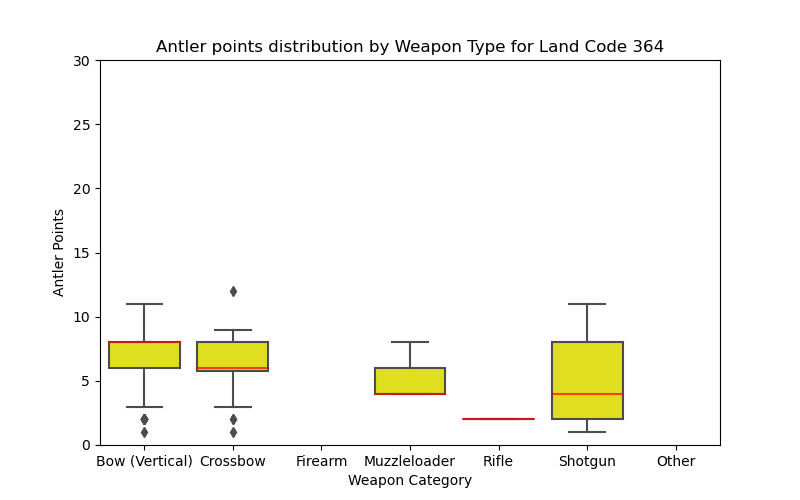 Antler points distribution by Weapon Type for Land Code 364
30
25
20
15
10
5
0
Antler Points
Bow (Vertical) Crossbow Firearm Muzzleloader Rifle Shotgun Other
Weapon Category